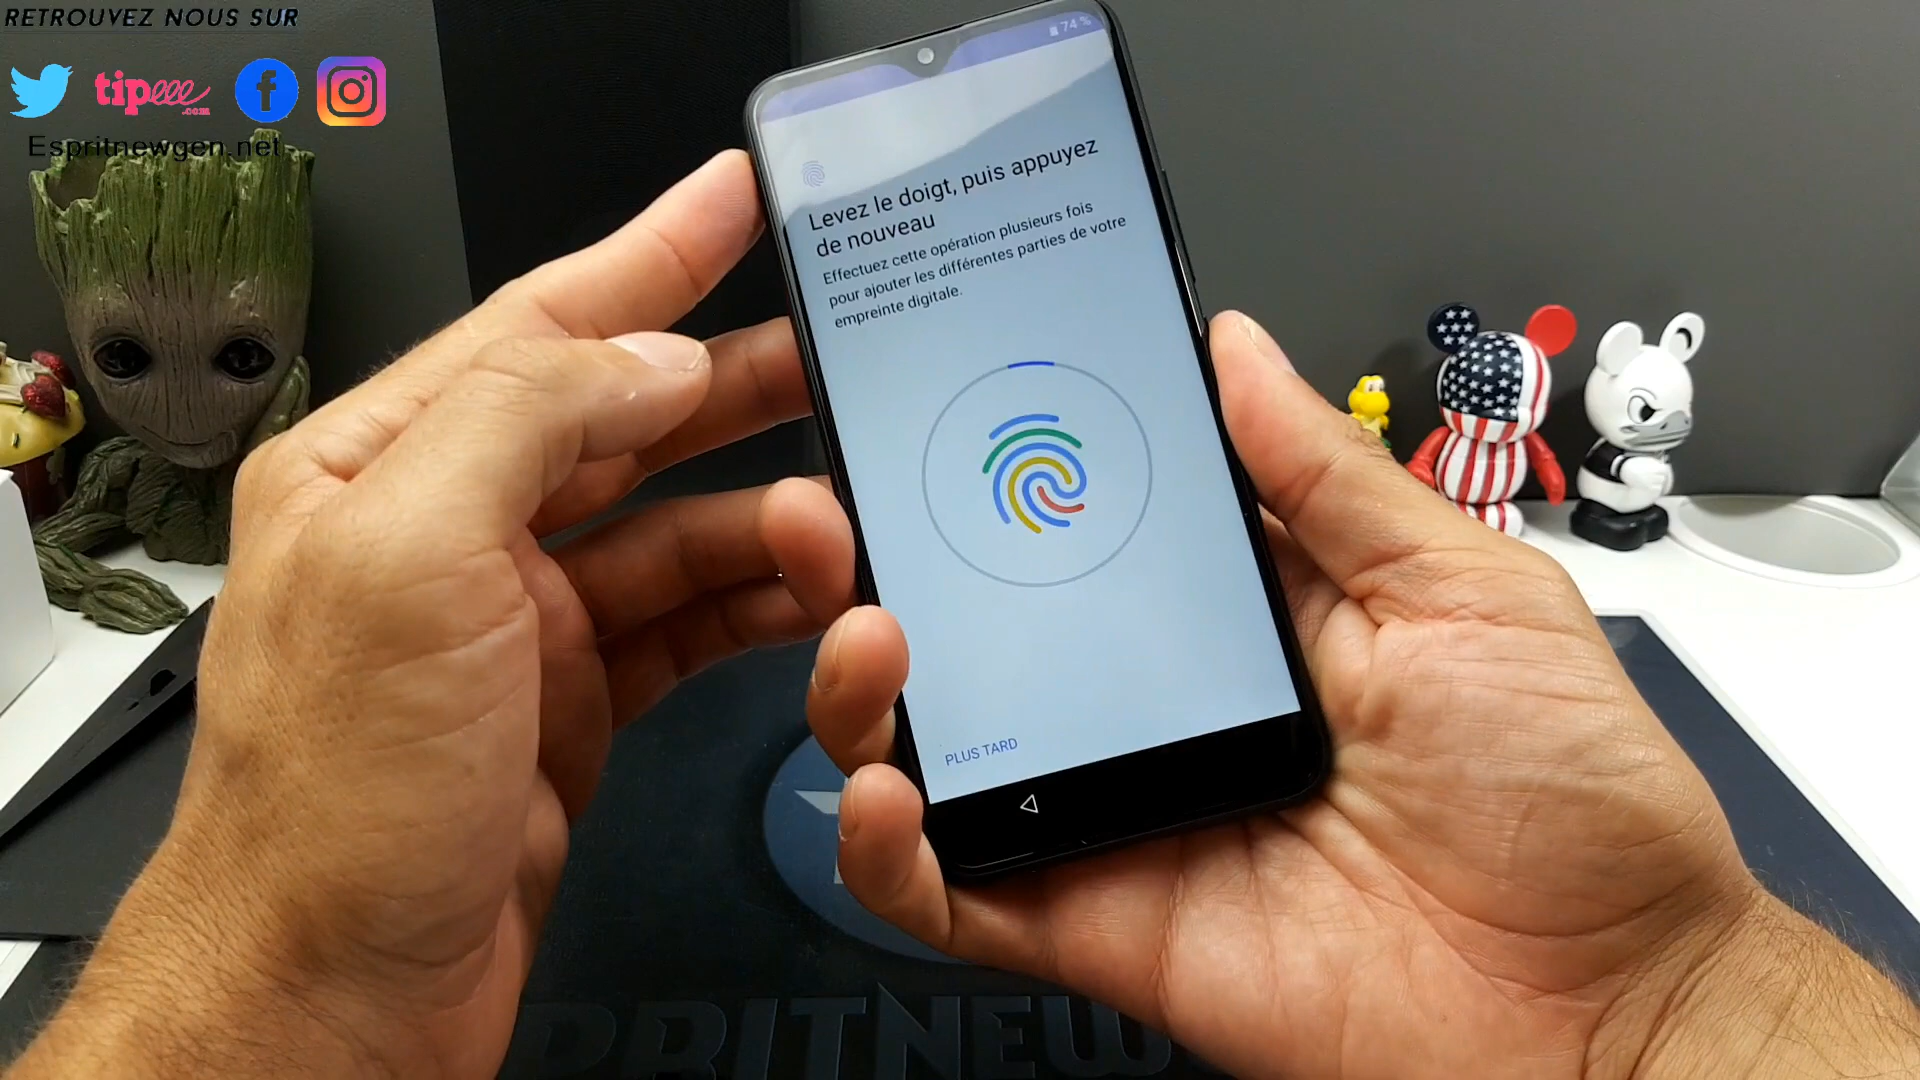 RETROUVEZ NOUS SUR
tipeee
.com
Espritnewgen.net
74 %
Levez le doigt, puis appuyez
de nouveau
Effectuez cette opération plusieurs fois
pour ajouter les différentes parties de votre
empreinte digitale.
PLUS TARD
PRITNEW